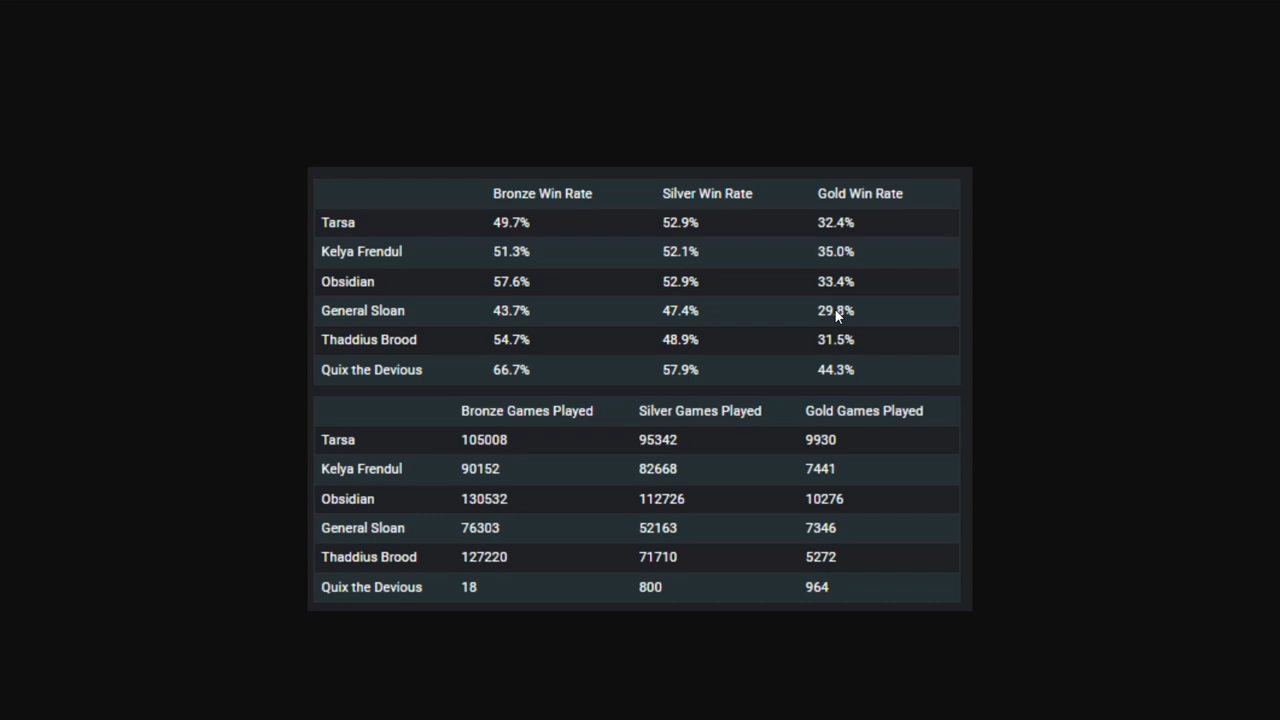 Bronze Win Rate Silver Win Rate Gold Win Rate
Tarsa 49.7% 52.9% 32.4%
Kelya Frendul 51.3% 52.1% 35.0%
Obsidian 57.6% 52.9% 33.4%
General Sloan 43.7% 47.4% 29.8%
Thaddius Brood 54.7% 48.9% 31.5%
Quix the Devious 66.7% 57.9% 44.3%
Bronze Games Played Silver Games Played Gold Games Played
Tarsa 105008 95342 9930
Kelya Frendul 90152 82668 7441
Obsidian 130532 112726 10276
General Sloan 76303 52163 7346
Thaddius Brood 127220 71710 5272
Quix the Devious 18 800 964